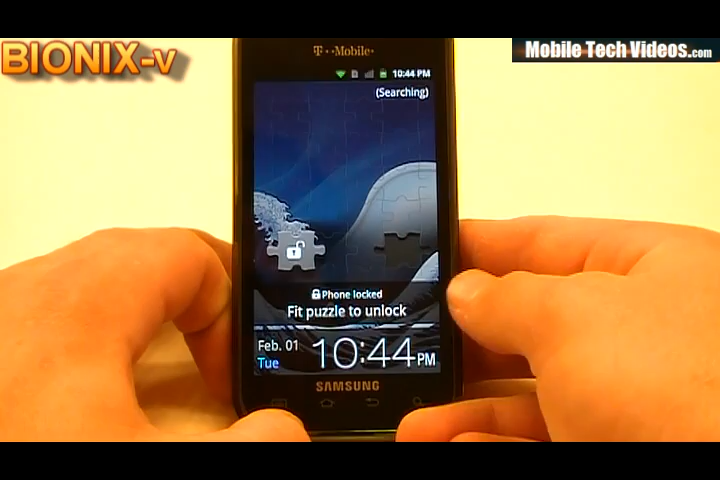 BIONIX-v
Mobile Tech Videos.com
T··Mobile·
10:44 PM
(Searching)
Phone locked
Fit puzzle to unlock
Feb. 01
Tue
10:44 PM
SAMSUNG